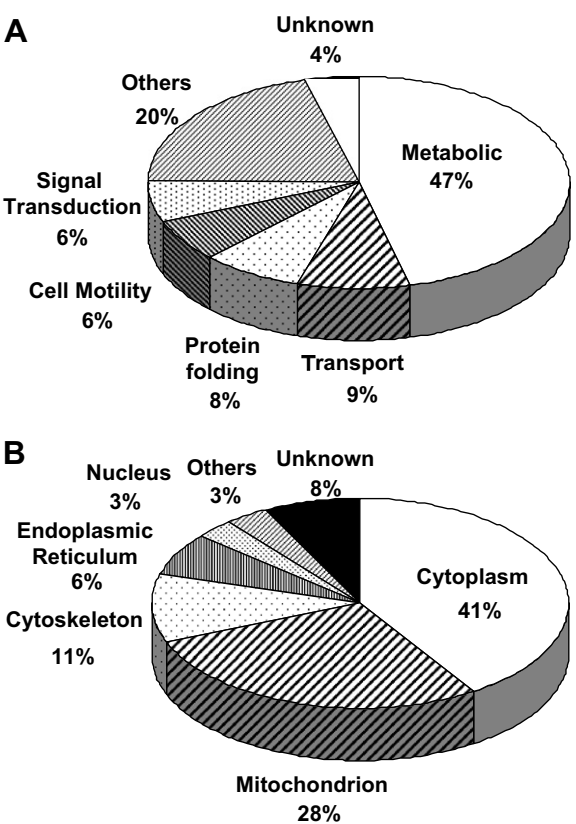 A
Unknown
4%
Others
20%
Metabolic
47%
Signal
Transduction
6%
Cell Motility
6%
Protein
folding
8%
Transport
9%
B
Nucleus
3%
Others
3%
Unknown
8%
Endoplasmic
Reticulum
6%
Cytoplasm
41%
Cytoskeleton
11%
Mitochondrion
28%